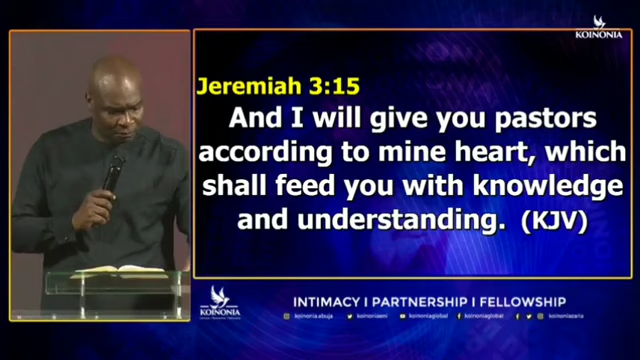 KOINONIA
Jeremiah 3:15
And I will give you pastors
according to mine heart, which
shall feed you with knowledge
and understanding. (KJV)
KOINONIA
INTIMACY I PARTNERSHIP I FELLOWSHIP
koinonia.abuja koinoniaeni koinoniaglobal koinoniaglobal koinoniazaria